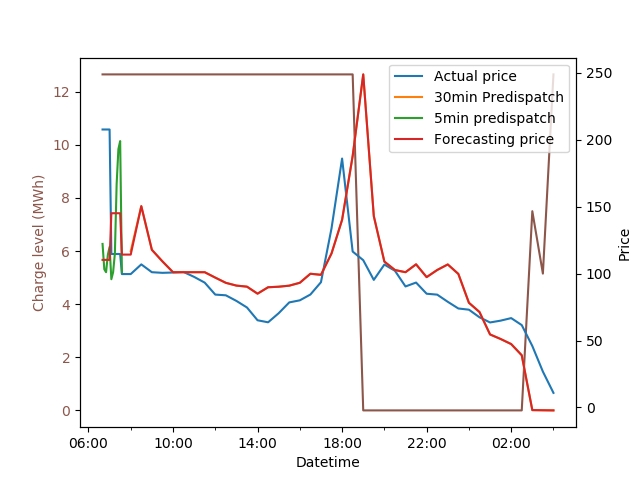 Actual price
30min Predispatch
5min predispatch
Forecasting price
12
10
8
6
4
2
0
Charge level (MWh)
250
200
150
100
50
0
Price
06:00 10:00 14:00 18:00 22:00 02:00
Datetime